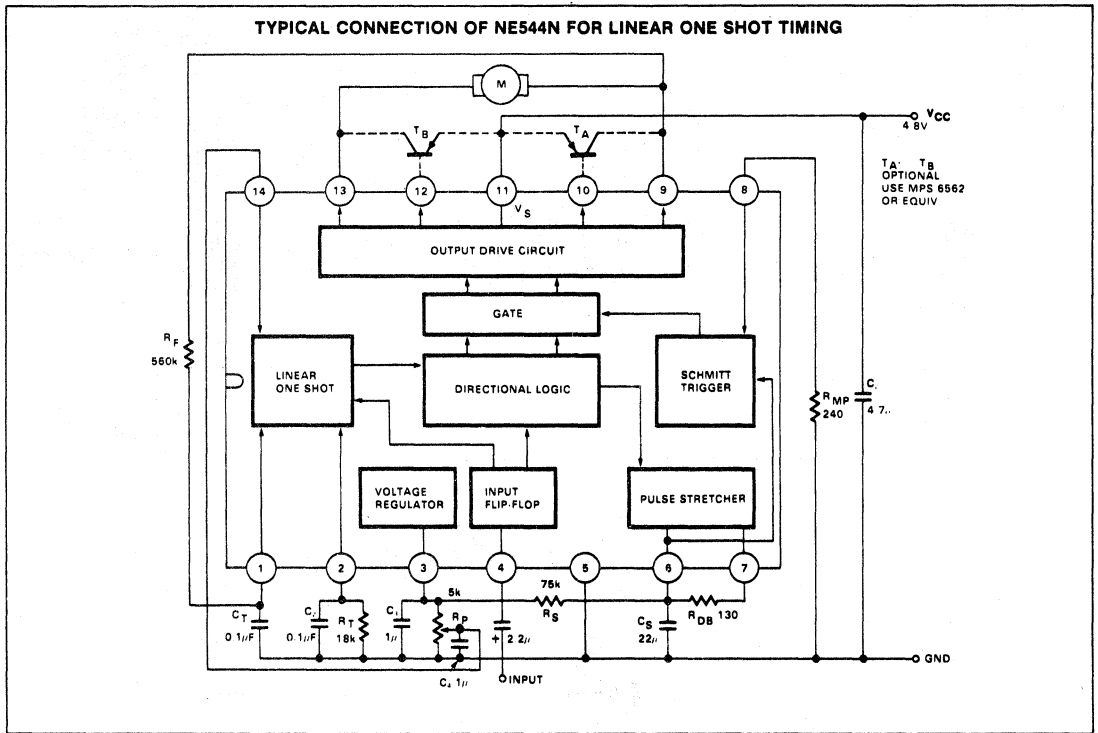 TYPICAL CONNECTION OF NE544N FOR LINEAR ONE SHOT TIMING
M
VCC
4.8V
TB
TA
TA, TB
OPTIONAL
USE MPS 6562
OR EQUIV
14
13
12
11
10
9
8
VS
OUTPUT DRIVE CIRCUIT
GATE
RF
560k
LINEAR
ONE SHOT
DIRECTIONAL LOGIC
SCHMITT
TRIGGER
RMP
240
C
4.7µ
VOLTAGE
REGULATOR
INPUT
FLIP-FLOP
PULSE STRETCHER
1
2
3
4
5
6
7
CT
0.1µF
C
0.1µF
RT
18k
C
1µ
5k
RP
75k
RS
RDB
130
CS
22µ
+ 2.2µ
C4 .1µ
INPUT
GND